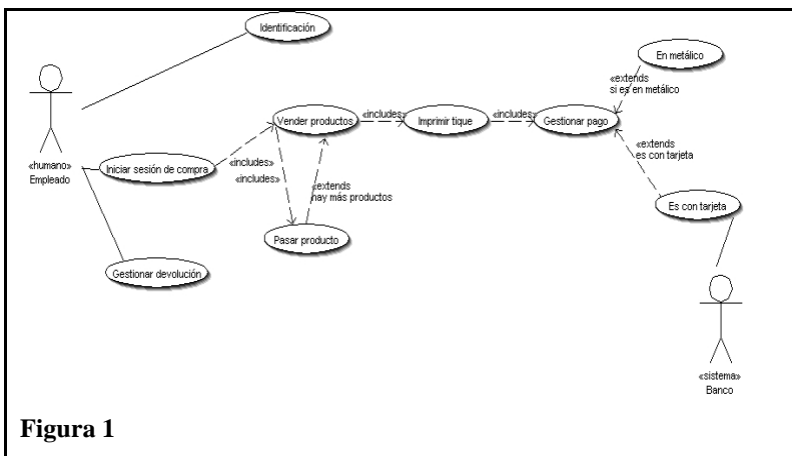 Identificación
En metálico
«extends
si es en metálico
Vender productos
«includes»
Imprimir tique
«includes»
Gestionar pago
«humano»
Empleado
Iniciar sesión de compra
«includes»
«includes»
«extends
hay más productos
«extends
es con tarjeta
Es con tarjeta
Pasar producto
Gestionar devolución
«sistema»
Banco
Figura 1